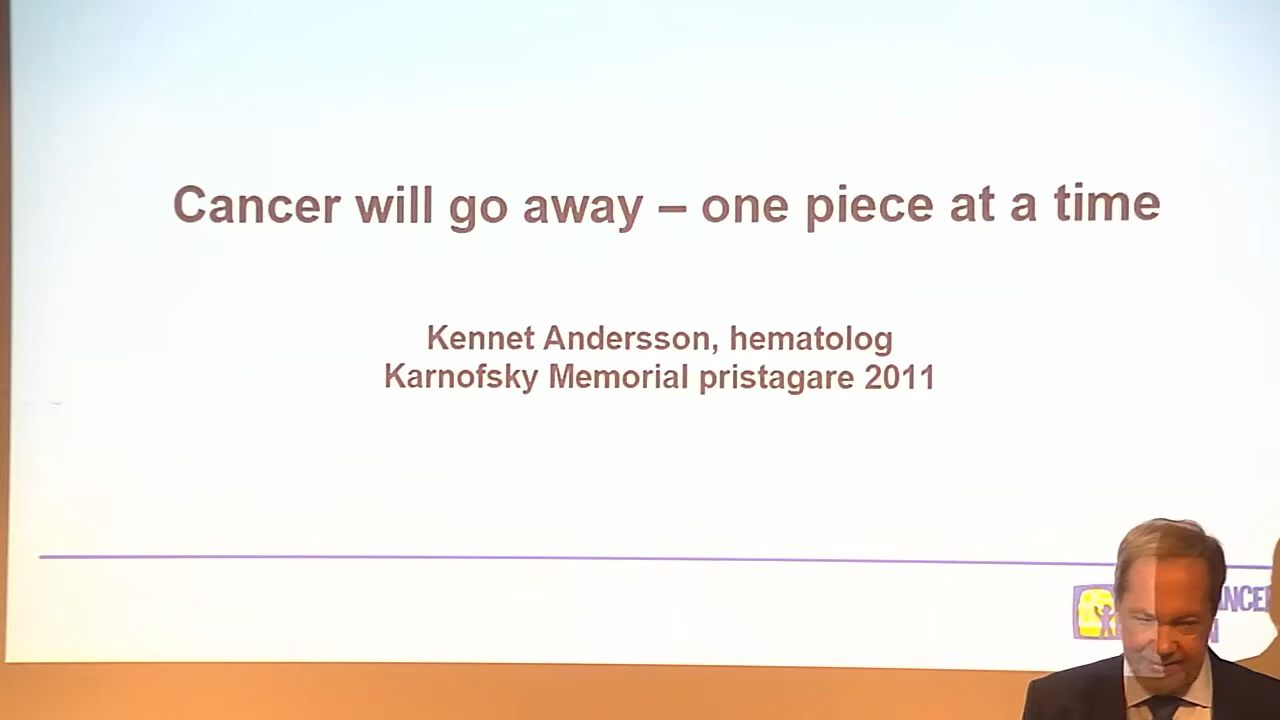 Cancer will go away – one piece at a time
Kennet Andersson, hematolog
Karnofsky Memorial pristagare 2011